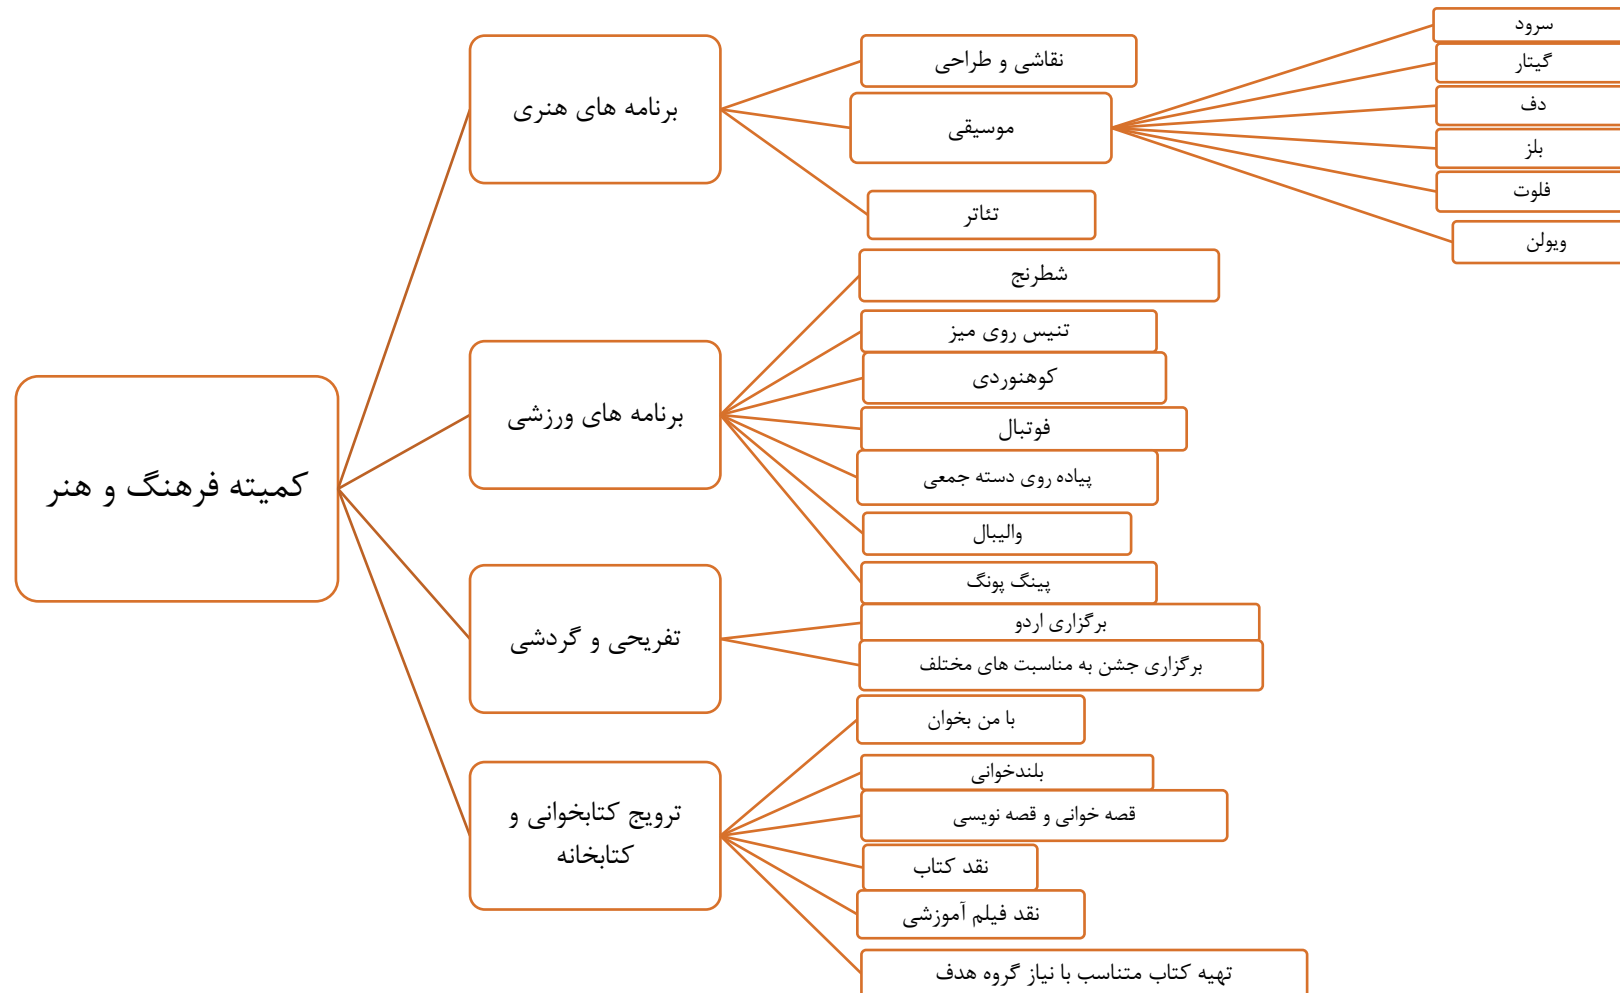 کمیته فرهنگ و هنر
برنامه های هنری
نقاشی و طراحی
موسیقی
سرود
گیتار
دف
بلز
فلوت
ویولن
تئاتر
برنامه های ورزشی
شطرنج
تنیس روی میز
کوهنوردی
فوتبال
پیاده روی دسته جمعی
والیبال
پینگ پونگ
تفریحی و گردشی
برگزاری اردو
برگزاری جشن به مناسبت های مختلف
ترویج کتابخوانی و
کتابخانه
با من بخوان
بلندخوانی
قصه خوانی و قصه نویسی
نقد کتاب
نقد فیلم آموزشی
تهیه کتاب متناسب با نیاز گروه هدف